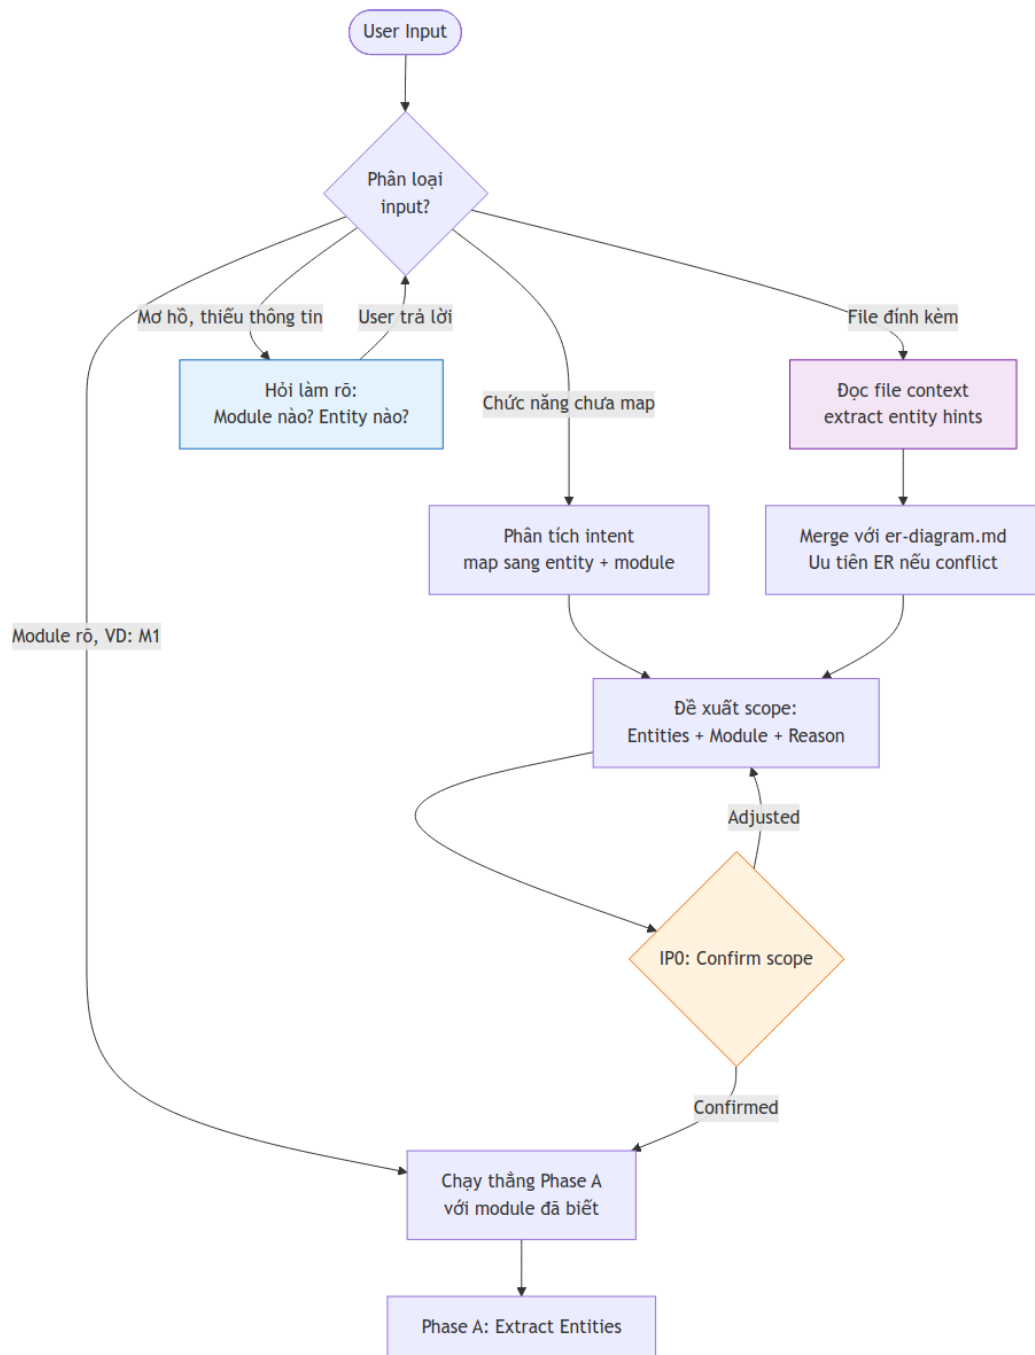 User Input
Phân loại
input?
Mơ hồ, thiếu thông tin
User trả lời
File đính kèm
Hỏi làm rõ:
Module nào? Entity nào?
Chức năng chưa map
Đọc file context
extract entity hints
Phân tích intent
map sang entity + module
Merge với er-diagram.md
Ưu tiên ER nếu conflict
Module rõ, VD: M1
Đề xuất scope:
Entities + Module + Reason
Adjusted
IP0: Confirm scope
Confirmed
Chạy thẳng Phase A
với module đã biết
Phase A: Extract Entities